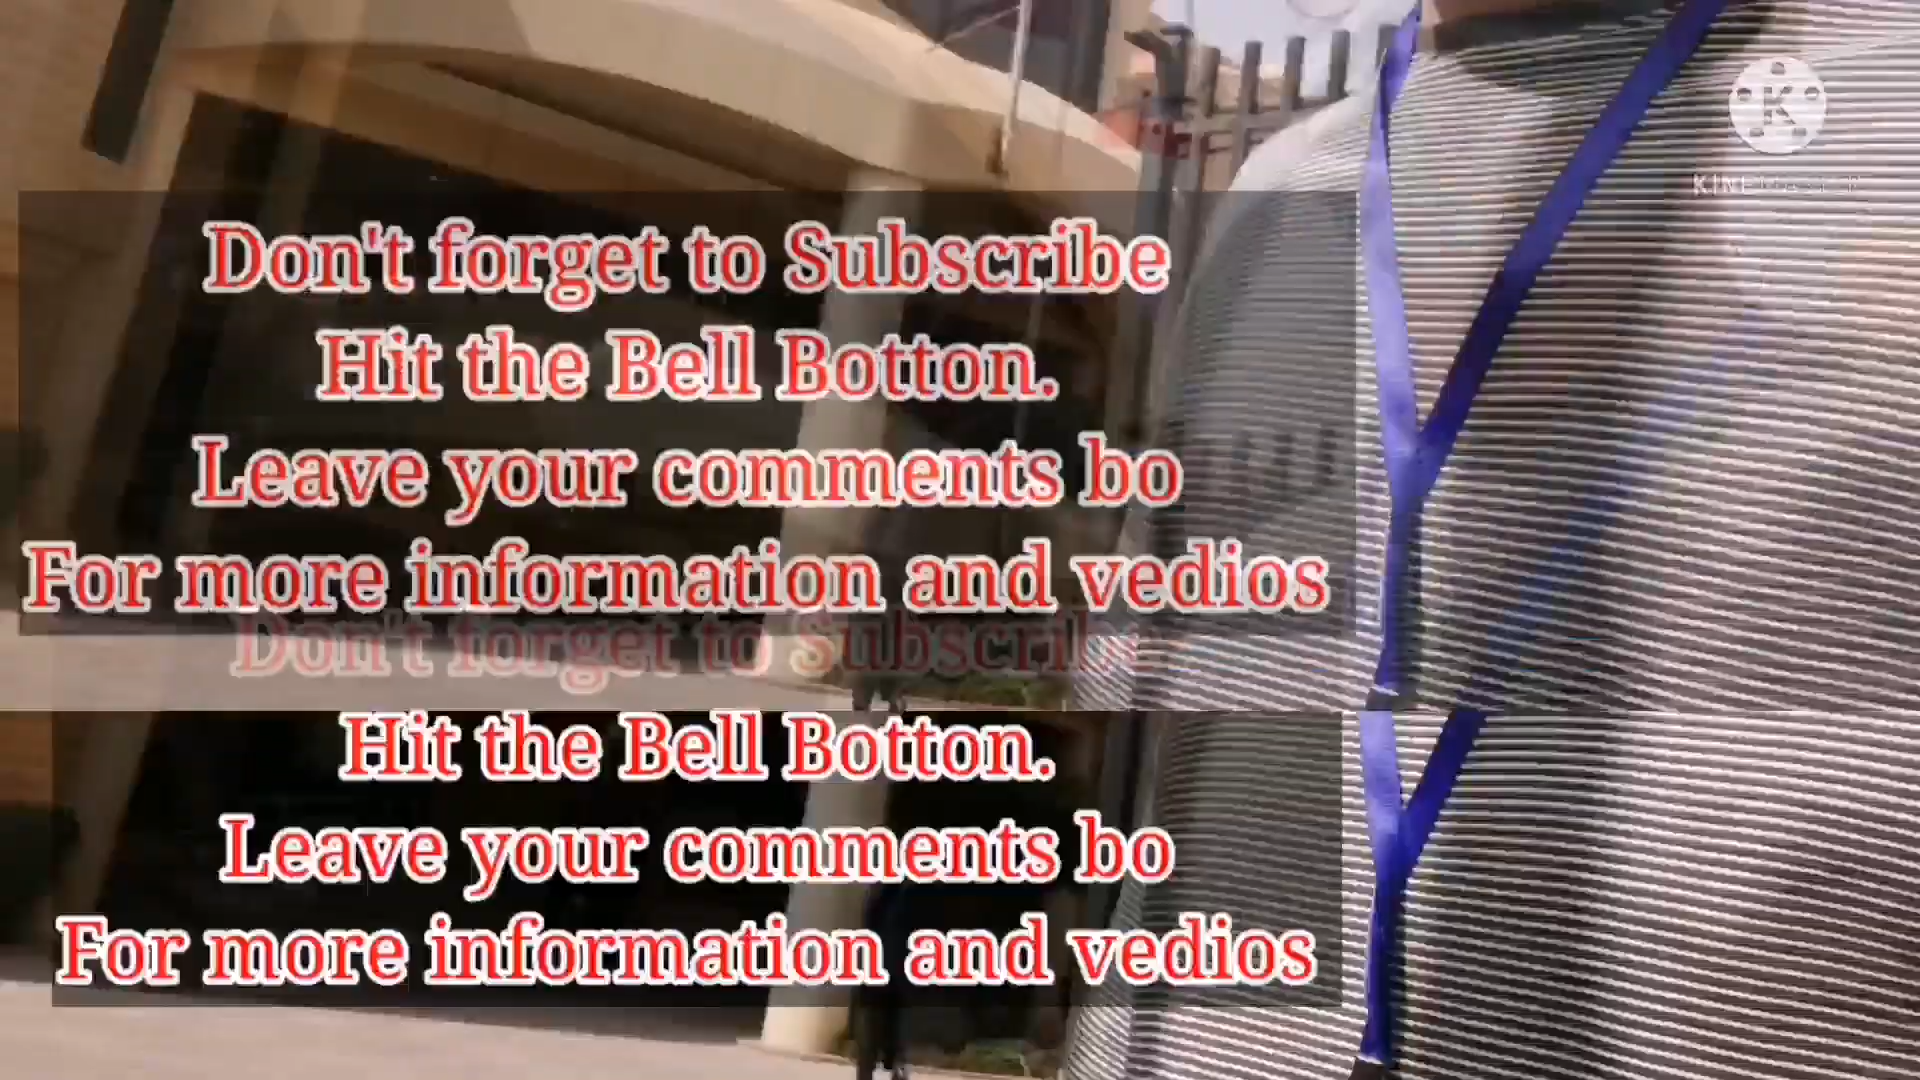 K
KINEMASTER
Don't forget to Subscribe
Hit the Bell Botton.
Leave your comments bo
For more information and vedios
Don't forget to Subscribe
Hit the Bell Botton.
Leave your comments bo
For more information and vedios